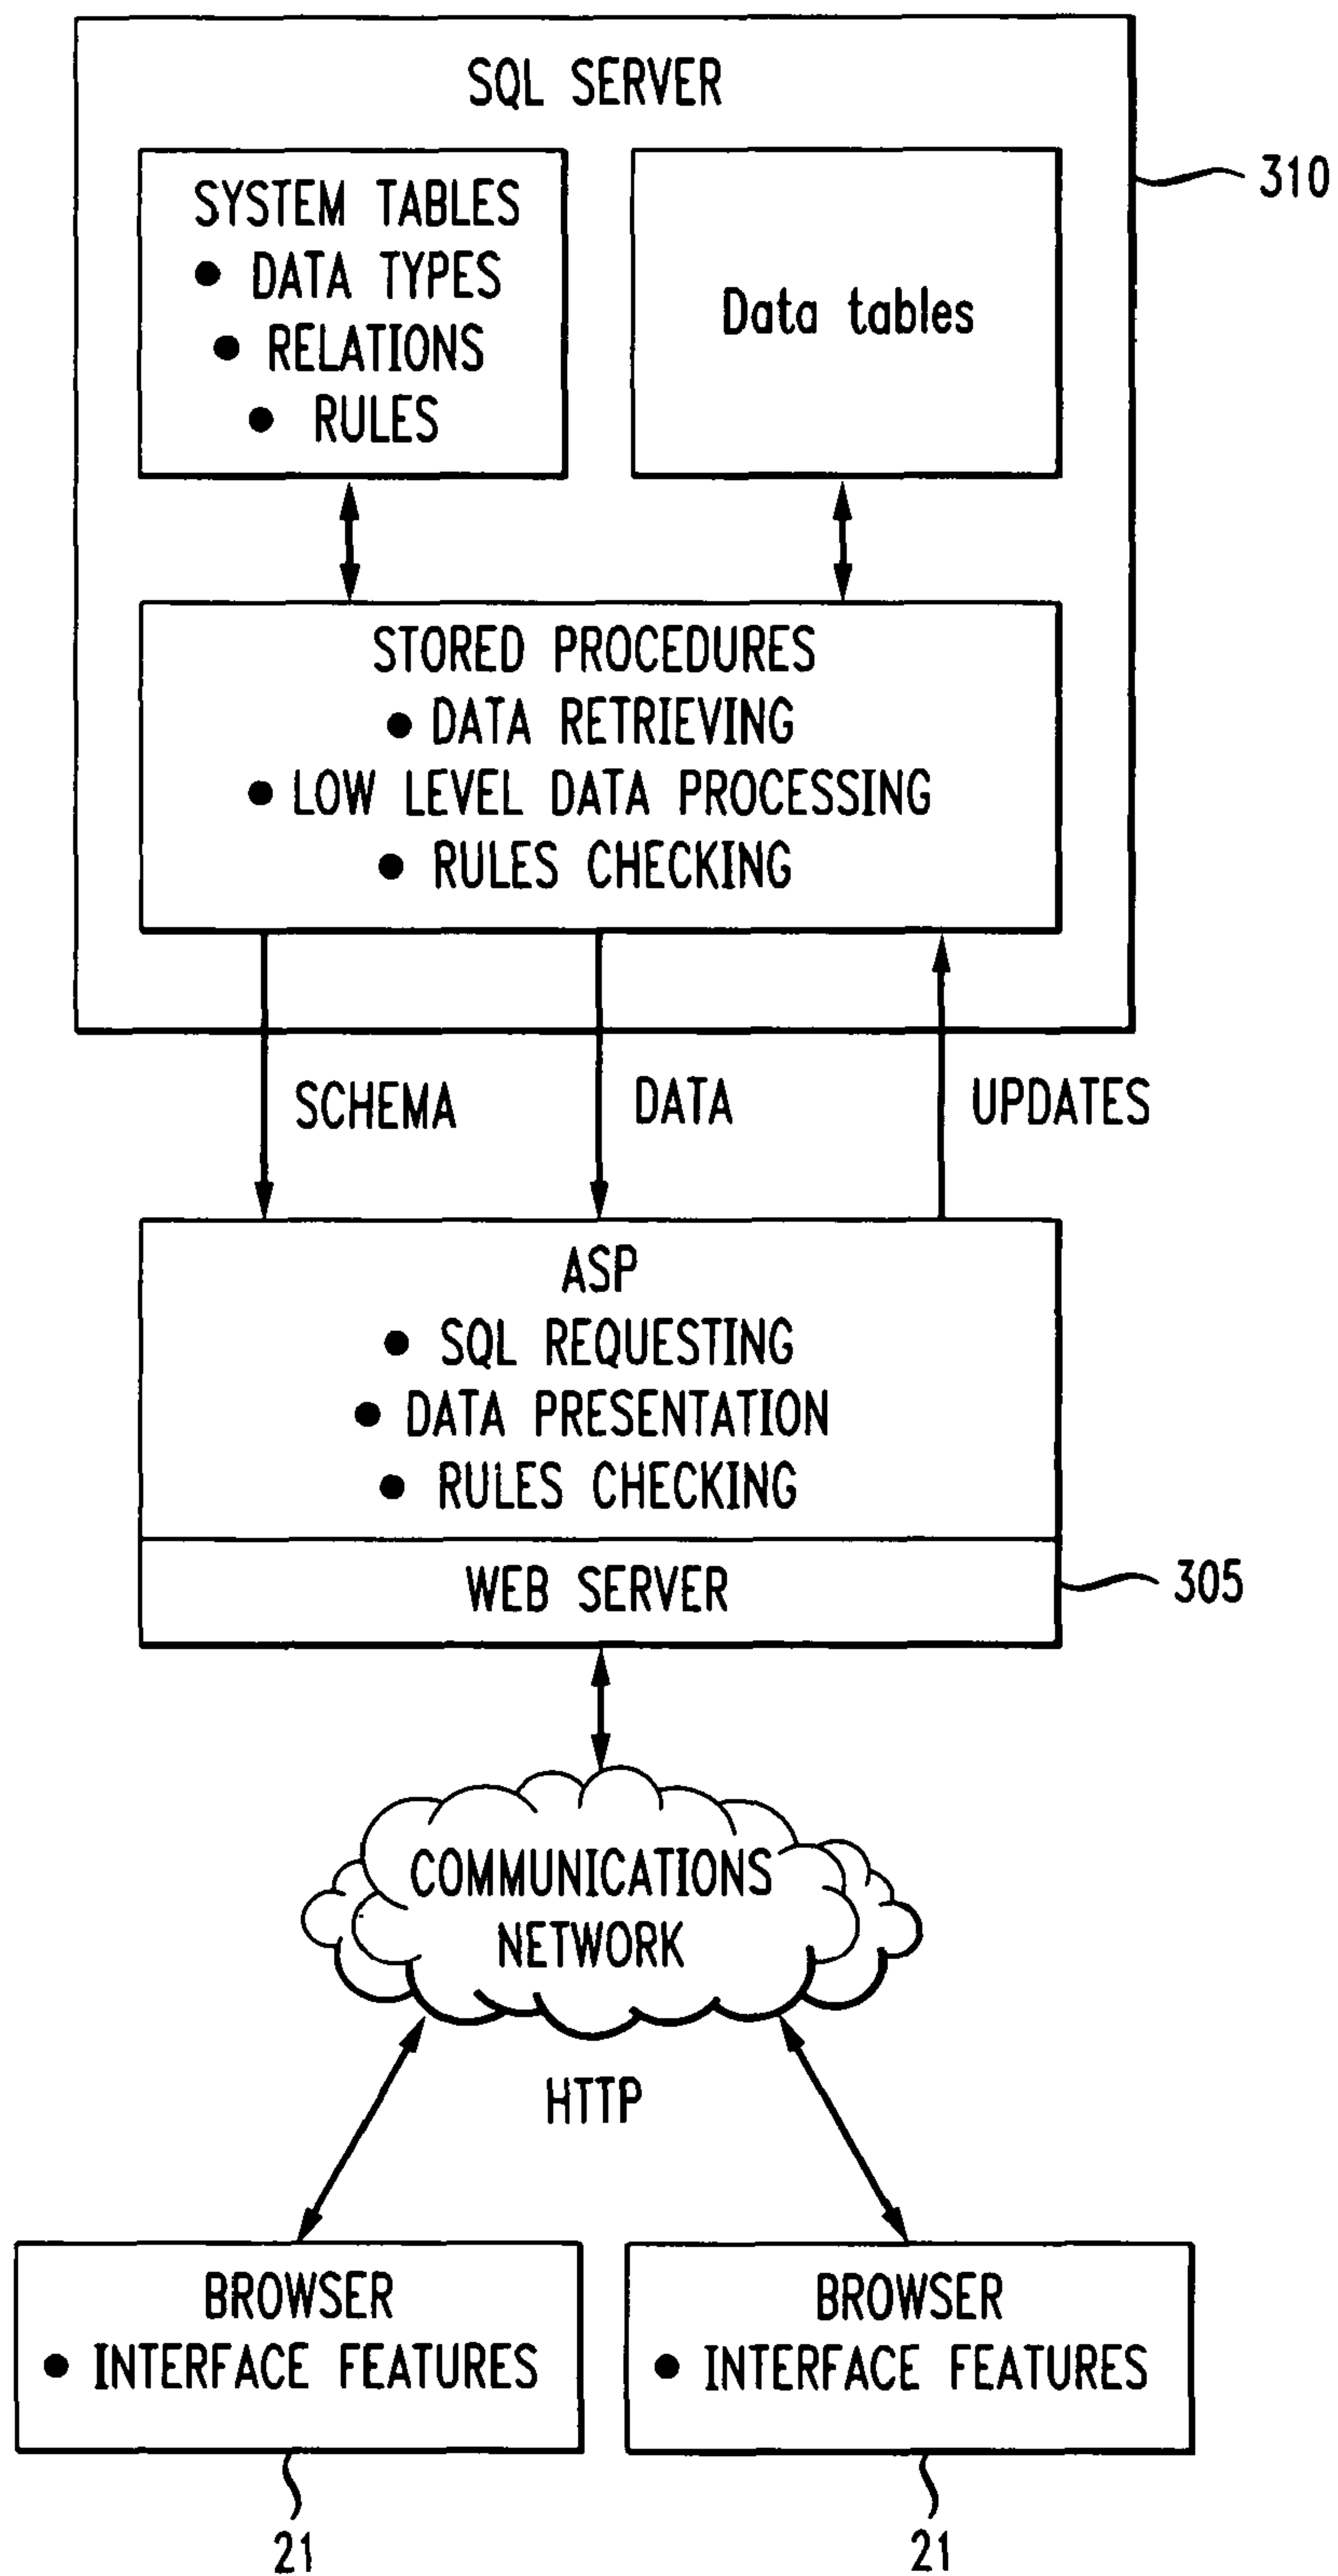 SQL SERVER
310
SYSTEM TABLES
• DATA TYPES
• RELATIONS
• RULES
Data tables
STORED PROCEDURES
• DATA RETRIEVING
• LOW LEVEL DATA PROCESSING
• RULES CHECKING
SCHEMA
DATA
UPDATES
ASP
• SQL REQUESTING
• DATA PRESENTATION
• RULES CHECKING
WEB SERVER
305
COMMUNICATIONS
NETWORK
HTTP
BROWSER
• INTERFACE FEATURES
BROWSER
• INTERFACE FEATURES
21
21